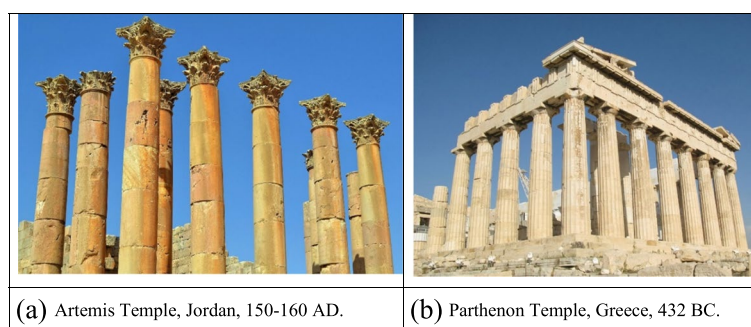 (a) Artemis Temple, Jordan, 150-160 AD.
(b) Parthenon Temple, Greece, 432 BC.